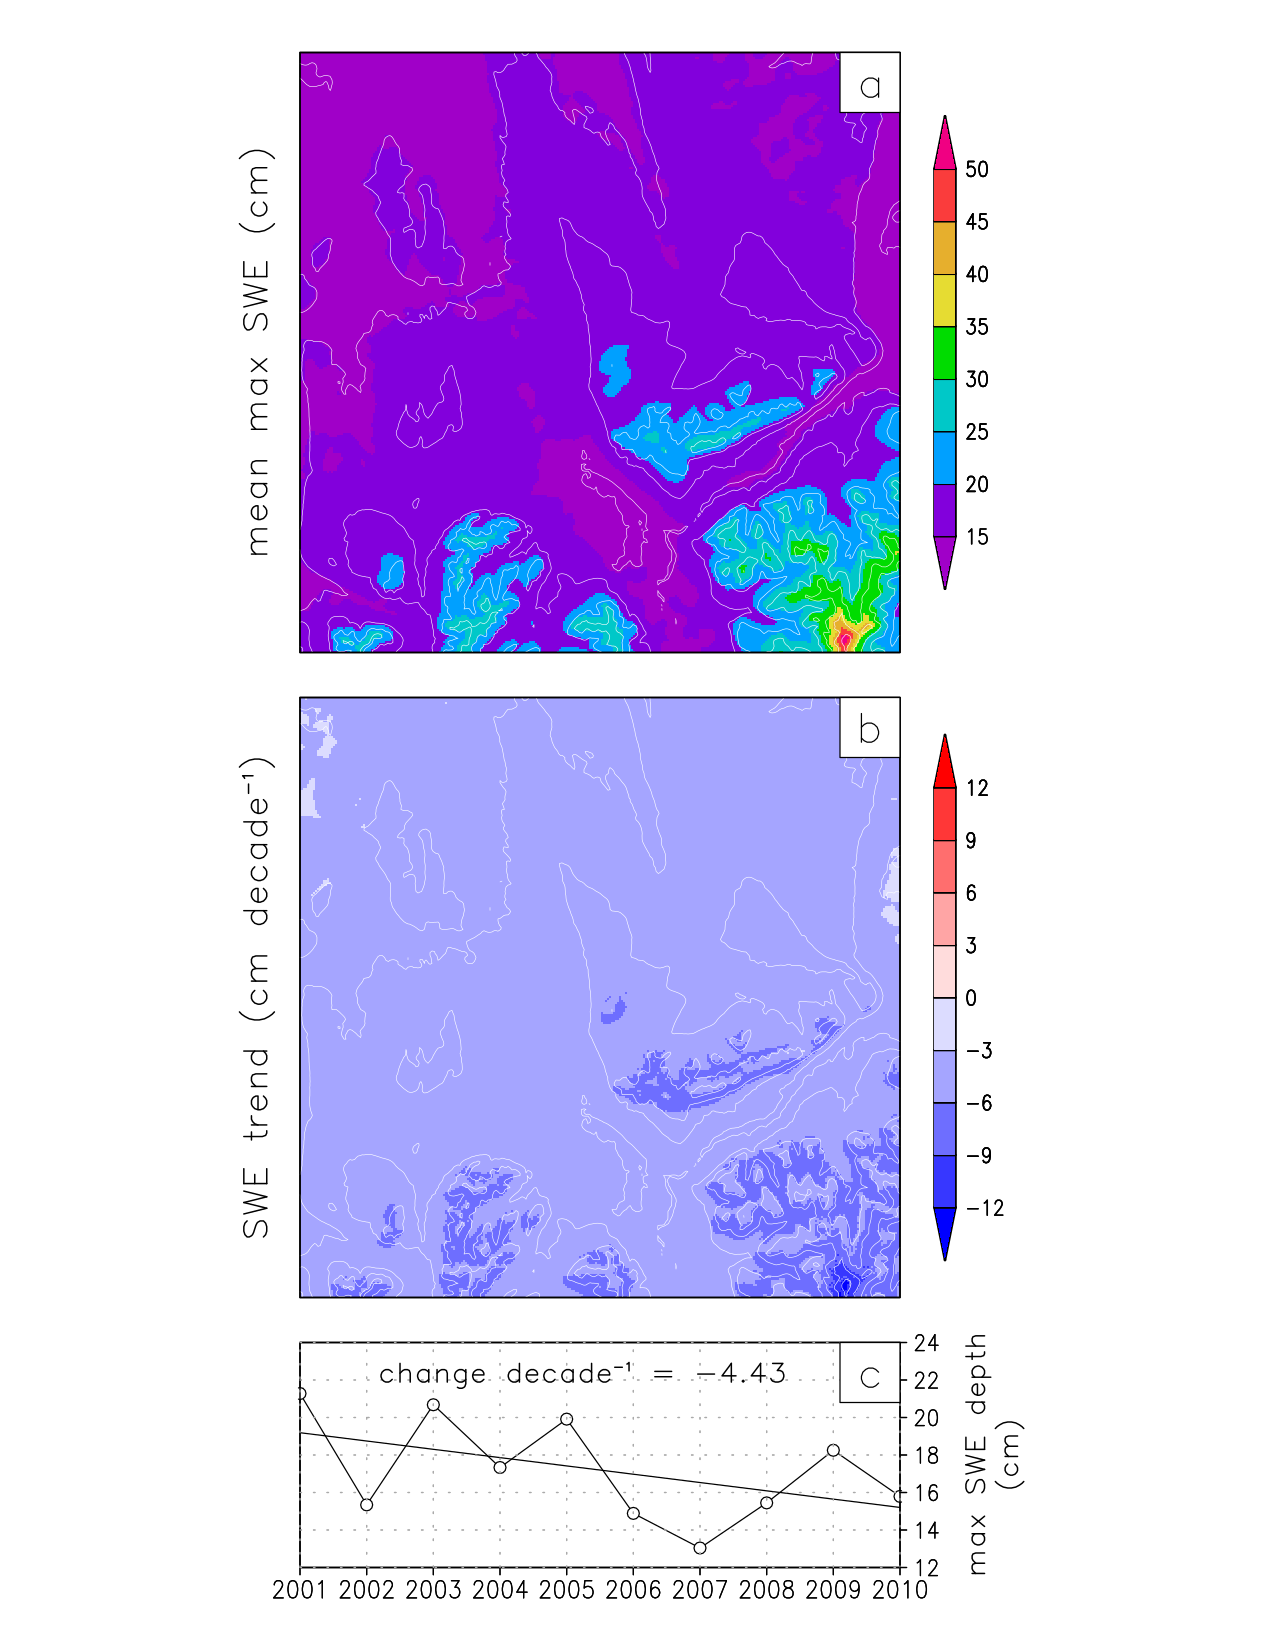 a
mean max SWE (cm)
50
45
40
35
30
25
20
15
b
SWE trend (cm decade⁻¹)
12
9
6
3
0
−3
−6
−9
−12
change decade⁻¹ = −4.43
c
24
22
20
18
16
14
12
max SWE depth
(cm)
2001 2002 2003 2004 2005 2006 2007 2008 2009 2010